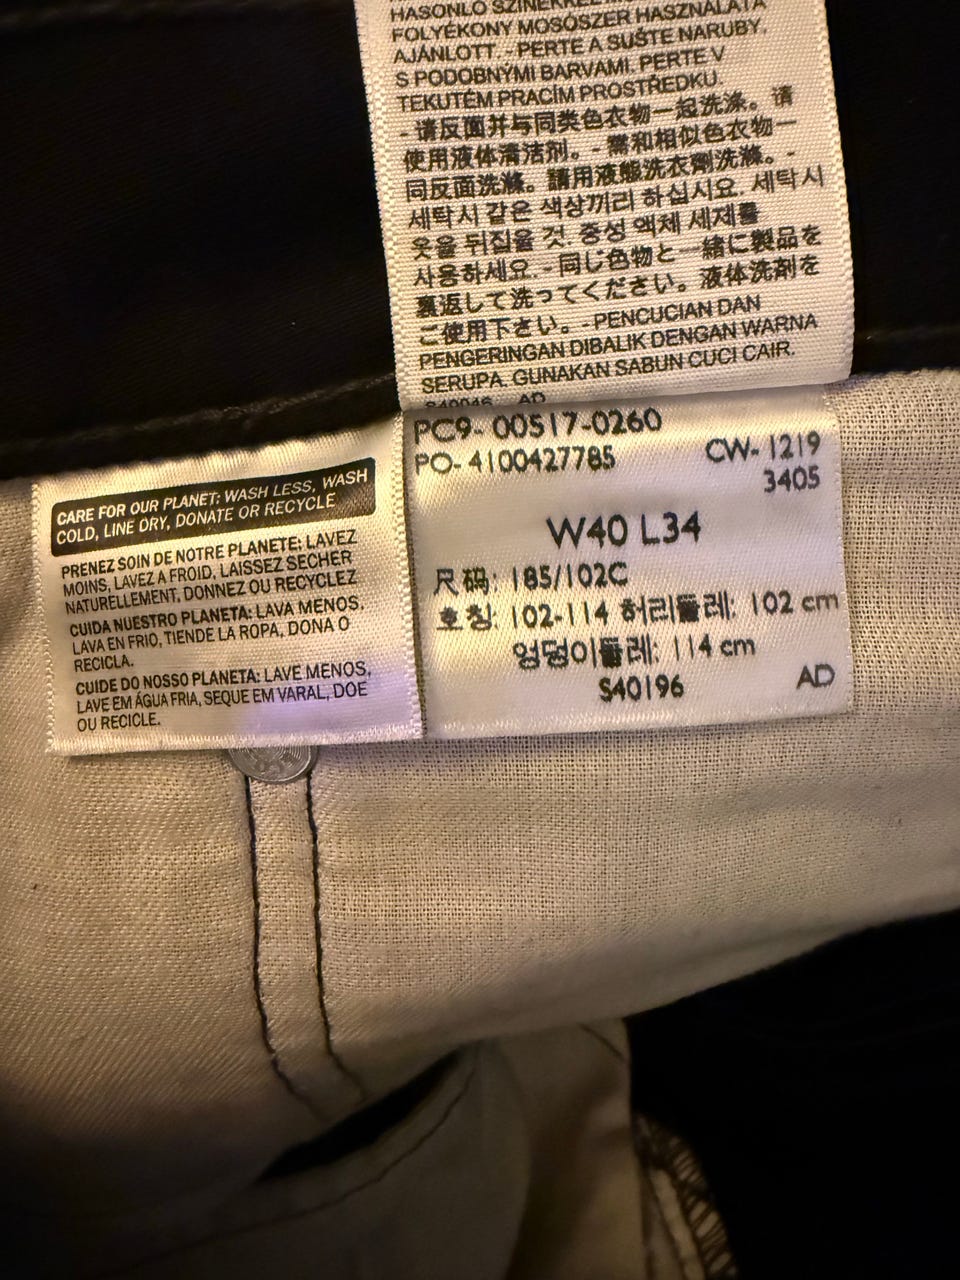 HASONLÓ SZÍNEKKEL
FOLYÉKONY MOSÓSZER HASZNÁLATA
AJÁNLOTT. - PERTE A SUŠTE NARUBY,
S PODOBNÝMI BARVAMI. PERTE V
TEKUTÉM PRACÍM PROSTŘEDKU.
- 请反面并与同类色衣物一起洗涤。请
使用液体清洁剂。- 需和相似色衣物一
同反面洗滌。請用液態洗衣劑洗滌。-
세탁시 같은 색상끼리 하십시요. 세탁시
옷을 뒤집을 것. 중성 액체 세제를
사용하세요. - 同じ色物と一緒に製品を
裏返して洗ってください。液体洗剤を
ご使用下さい。- PENCUCIAN DAN
PENGERINGAN DIBALIK DENGAN WARNA
SERUPA. GUNAKAN SABUN CUCI CAIR.
S40046 AD
PC9- 00517-0260
PO- 4100427785 CW- 1219
3405
W40 L34
尺码: 185/102C
호칭: 102-114 허리둘레: 102 cm
엉덩이둘레: 114 cm
S40196 AD
CARE FOR OUR PLANET: WASH LESS, WASH
COLD, LINE DRY, DONATE OR RECYCLE
PRENEZ SOIN DE NOTRE PLANETE: LAVEZ
MOINS, LAVEZ A FROID, LAISSEZ SECHER
NATURELLEMENT, DONNEZ OU RECYCLEZ
CUIDA NUESTRO PLANETA: LAVA MENOS,
LAVA EN FRIO, TIENDE LA ROPA, DONA O
RECICLA.
CUIDE DO NOSSO PLANETA: LAVE MENOS,
LAVE EM ÁGUA FRIA, SEQUE EM VARAL, DOE
OU RECICLE.